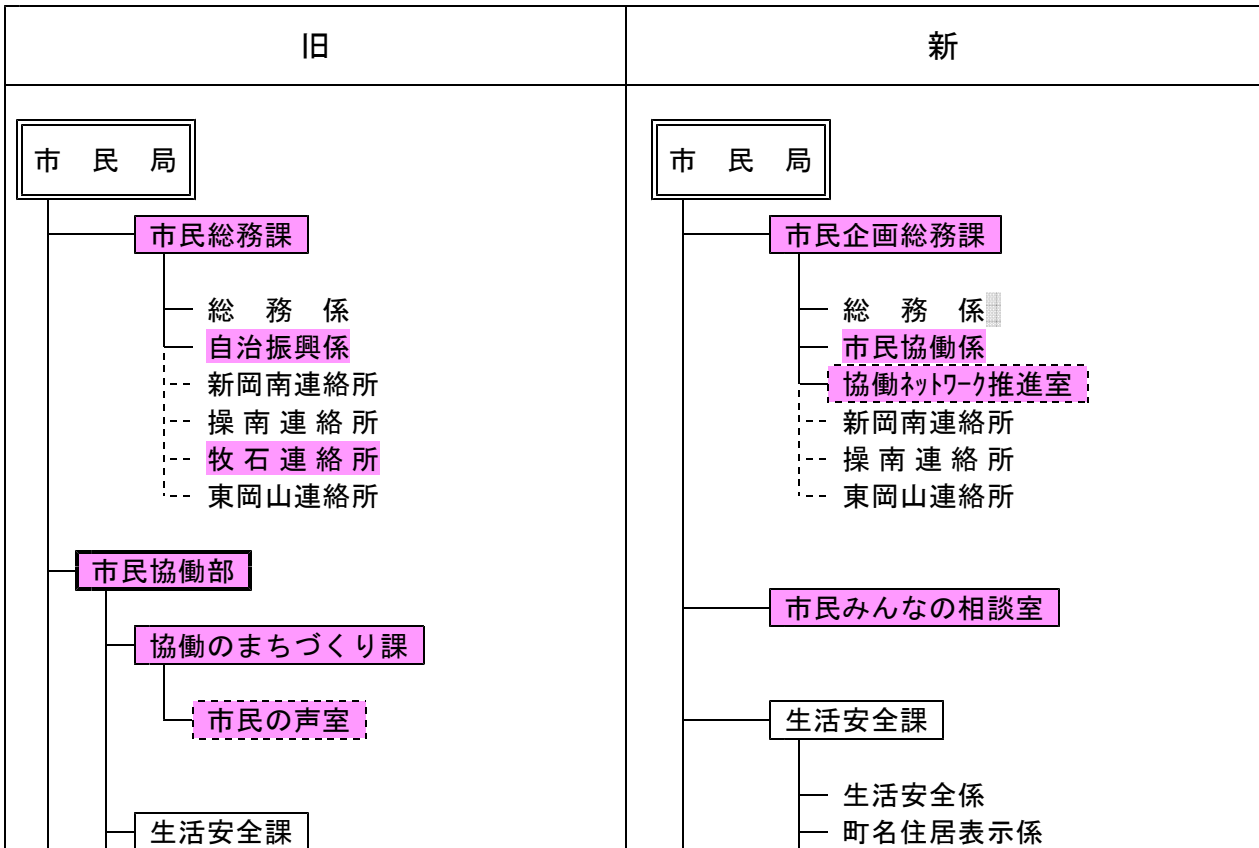 旧
市　民　局
市民総務課
総　務　係
自治振興係
新岡南連絡所
操 南 連 絡 所
牧 石 連 絡 所
東岡山連絡所
市民協働部
協働のまちづくり課
市民の声室
生活安全課
新
市　民　局
市民企画総務課
総　務　係
市民協働係
協働ﾈｯﾄﾜｰｸ推進室
新岡南連絡所
操 南 連 絡 所
東岡山連絡所
市民みんなの相談室
生活安全課
生活安全係
町名住居表示係